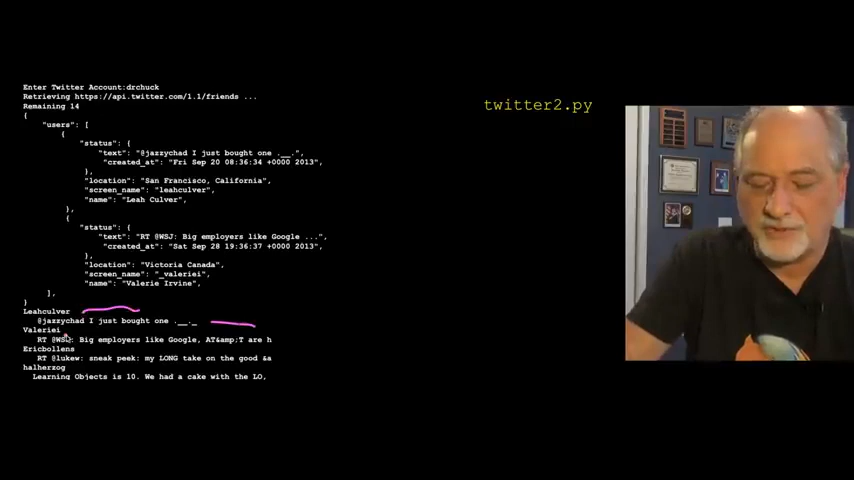 Enter Twitter Account:drchuck
Retrieving https://api.twitter.com/1.1/friends ...
Remaining 14
{
"users": [
{
"status": {
"text": "@jazzychad I just bought one .__.",
"created_at": "Fri Sep 20 08:36:34 +0000 2013",
},
"location": "San Francisco, California",
"screen_name": "leahculver",
"name": "Leah Culver",
},
{
"status": {
"text": "RT @WSJ: Big employers like Google ...",
"created_at": "Sat Sep 28 19:36:37 +0000 2013",
},
"location": "Victoria Canada",
"screen_name": "_valeriei",
"name": "Valerie Irvine",
},
],
}
Leahculver
@jazzychad I just bought one .__._
Valeriei
RT @WSJ: Big employers like Google, AT&amp;T are h
Ericbollens
RT @lukew: sneak peek: my LONG take on the good &a
halherzog
Learning Objects is 10. We had a cake with the LO,
twitter2.py